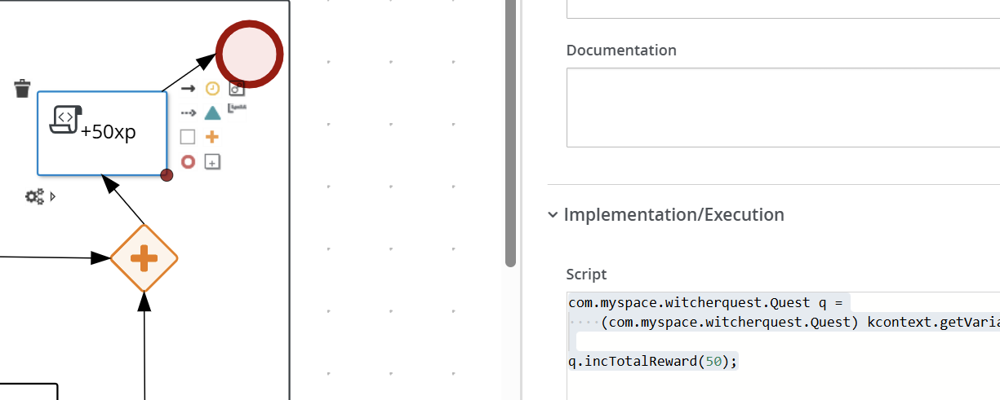 +50xp
Documentation
Implementation/Execution
Script
com.myspace.witcherquest.Quest q =
(com.myspace.witcherquest.Quest) kcontext.getVaria
q.incTotalReward(50);